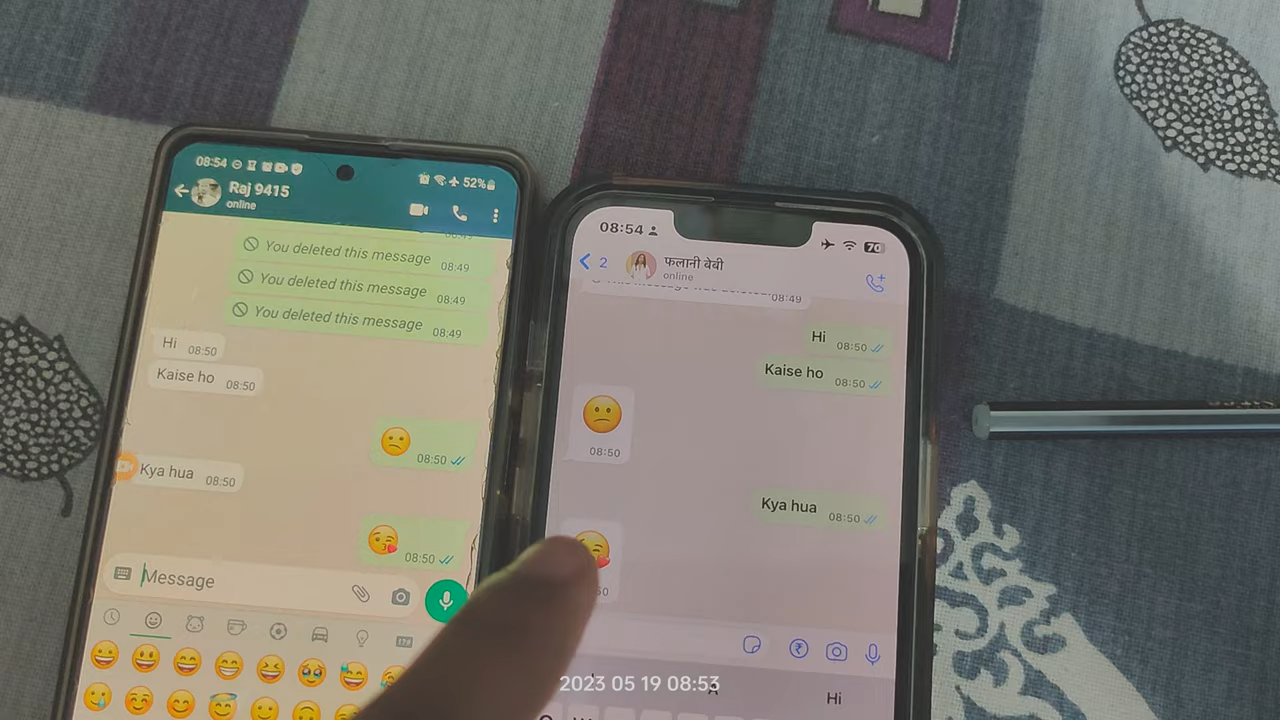 08:54
52%
Raj 9415
online
You deleted this message 08:49
You deleted this message 08:49
You deleted this message 08:49
Hi 08:50
Kaise ho 08:50
08:50
Kya hua 08:50
08:50
Message
08:54
70
2
फलानी बेबी
online
08:49
Hi 08:50
Kaise ho 08:50
08:50
Kya hua 08:50
Hi
2023 05 19 08:53